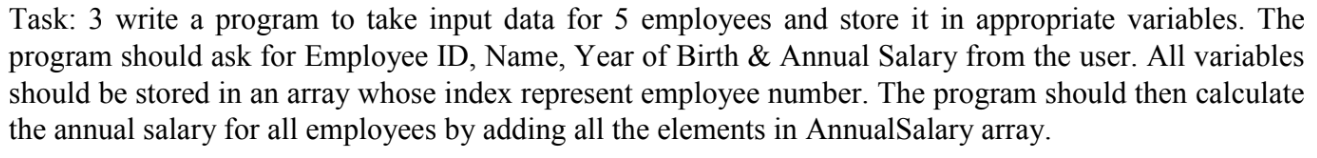 Task: 3 write a program to take input data for 5 employees and store it in appropriate variables. The
program should ask for Employee ID, Name, Year of Birth & Annual Salary from the user. All variables
should be stored in an array whose index represent employee number. The program should then calculate
the annual salary for all employees by adding all the elements in AnnualSalary array.